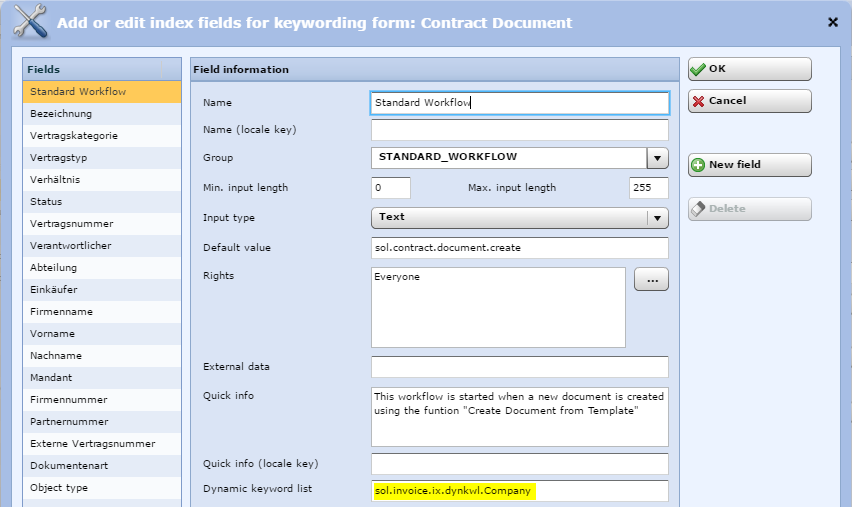 Add or edit index fields for keywording form: Contract Document
Fields
Standard Workflow
Bezeichnung
Vertragskategorie
Vertragstyp
Verhältnis
Status
Vertragsnummer
Verantwortlicher
Abteilung
Einkäufer
Firmenname
Vorname
Nachname
Mandant
Firmennummer
Partnernummer
Externe Vertragsnummer
Dokumentenart
Object type
Field information
Name Standard Workflow
Name (locale key)
Group STANDARD_WORKFLOW
Min. input length 0 Max. input length 255
Input type Text
Default value sol.contract.document.create
Rights Everyone ...
External data
Quick info This workflow is started when a new document is created
using the funtion "Create Document from Template"
Quick info (locale key)
Dynamic keyword list sol.invoice.ix.dynkwl.Company
OK
Cancel
New field
Delete